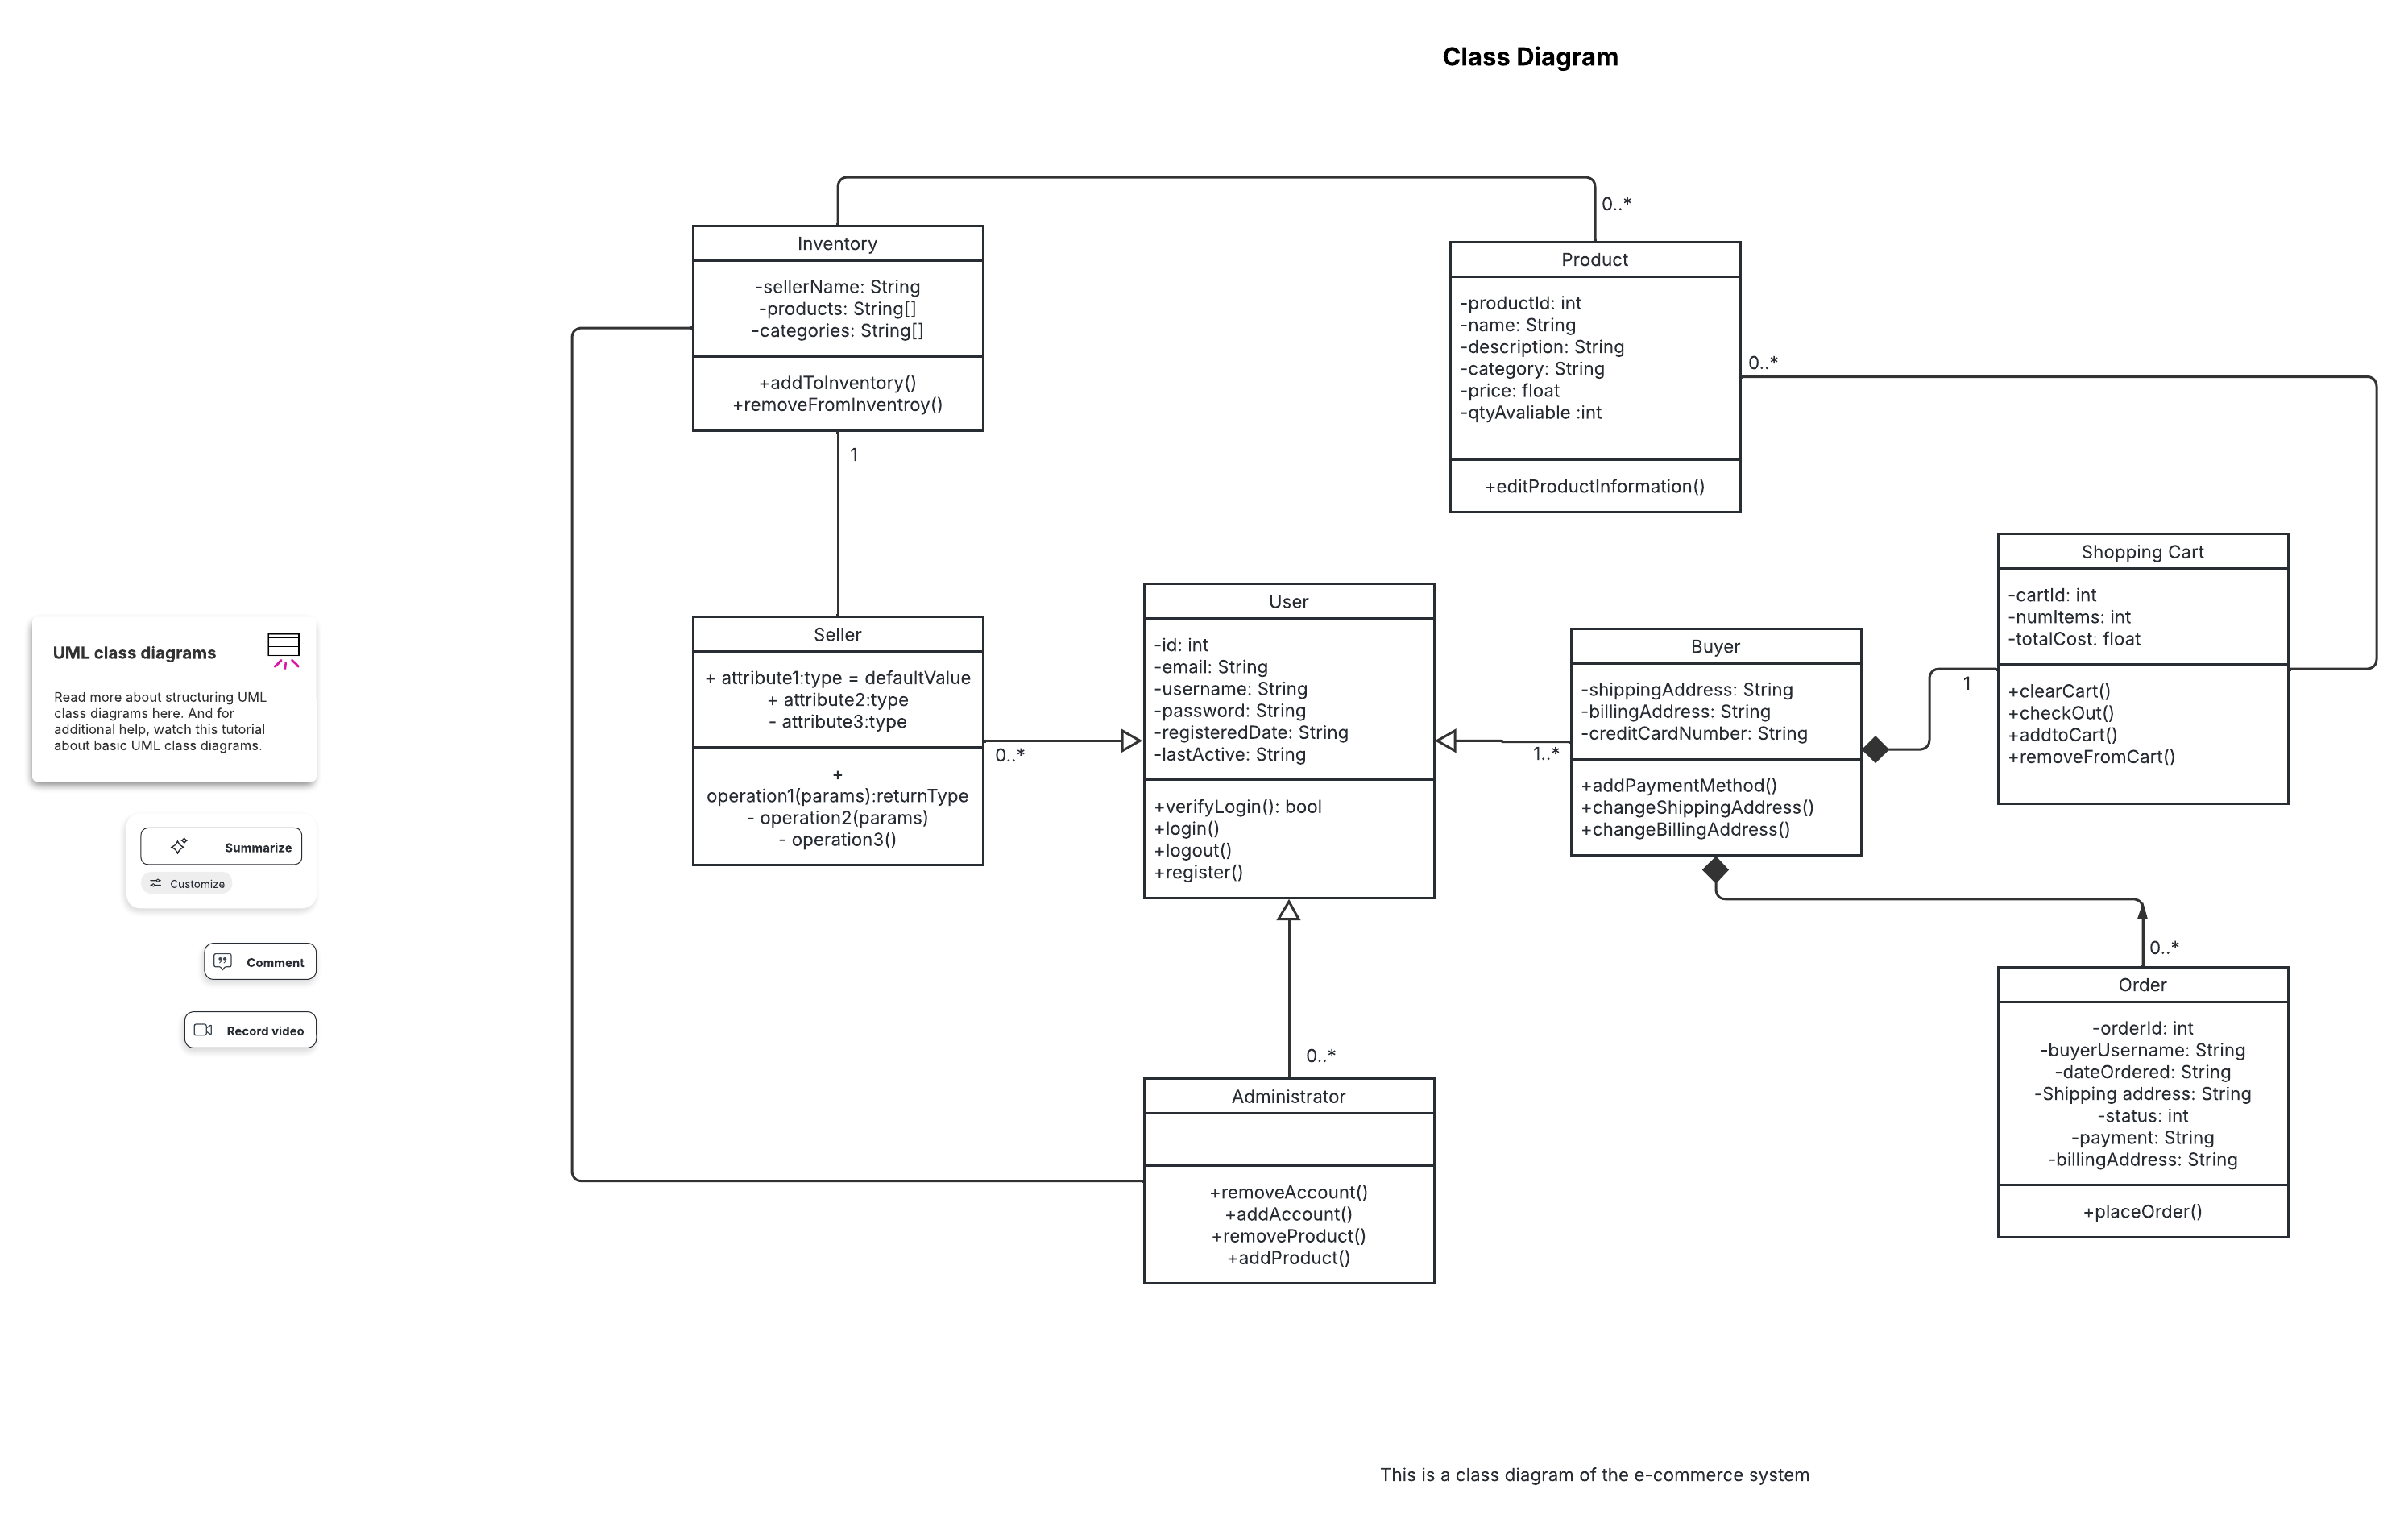 Class Diagram
0..*
Inventory
-sellerName: String
-products: String[]
-categories: String[]
+addToInventory()
+removeFromInventroy()
1
Product
-productId: int
-name: String
-description: String
-category: String
-price: float
-qtyAvaliable :int
+editProductInformation()
0..*
Shopping Cart
-cartId: int
-numItems: int
-totalCost: float
+clearCart()
+checkOut()
+addtoCart()
+removeFromCart()
1
UML class diagrams
Read more about structuring UML
class diagrams here. And for
additional help, watch this tutorial
about basic UML class diagrams.
Summarize
Customize
Comment
Record video
Seller
+ attribute1:type = defaultValue
+ attribute2:type
- attribute3:type
+
operation1(params):returnType
- operation2(params)
- operation3()
0..*
User
-id: int
-email: String
-username: String
-password: String
-registeredDate: String
-lastActive: String
+verifyLogin(): bool
+login()
+logout()
+register()
1..*
Buyer
-shippingAddress: String
-billingAddress: String
-creditCardNumber: String
+addPaymentMethod()
+changeShippingAddress()
+changeBillingAddress()
0..*
Order
-orderId: int
-buyerUsername: String
-dateOrdered: String
-Shipping address: String
-status: int
-payment: String
-billingAddress: String
+placeOrder()
0..*
Administrator
+removeAccount()
+addAccount()
+removeProduct()
+addProduct()
This is a class diagram of the e-commerce system